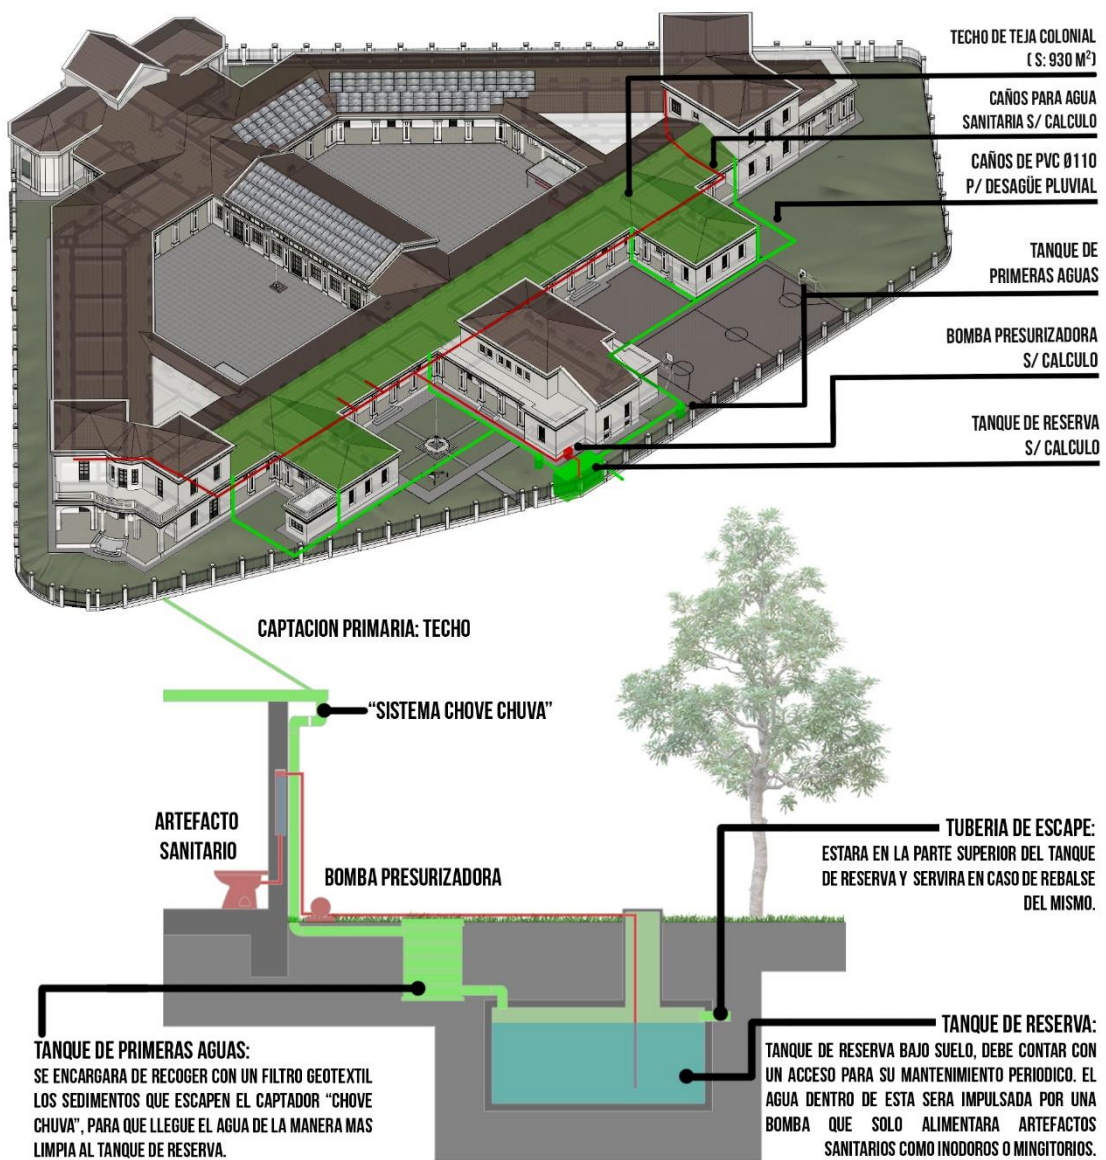 TECHO DE TEJA COLONIAL
( S: 930 M²)
CAÑOS PARA AGUA
SANITARIA S/ CALCULO
CAÑOS DE PVC Ø110
P/ DESAGÜE PLUVIAL
TANQUE DE
PRIMERAS AGUAS
BOMBA PRESURIZADORA
S/ CALCULO
TANQUE DE RESERVA
S/ CALCULO
CAPTACION PRIMARIA: TECHO
“SISTEMA CHOVE CHUVA”
ARTEFACTO
SANITARIO
BOMBA PRESURIZADORA
TUBERIA DE ESCAPE:
ESTARA EN LA PARTE SUPERIOR DEL TANQUE
DE RESERVA Y SERVIRA EN CASO DE REBALSE
DEL MISMO.
TANQUE DE PRIMERAS AGUAS:
SE ENCARGARA DE RECOGER CON UN FILTRO GEOTEXTIL
LOS SEDIMENTOS QUE ESCAPEN EL CAPTADOR “CHOVE
CHUVA”, PARA QUE LLEGUE EL AGUA DE LA MANERA MAS
LIMPIA AL TANQUE DE RESERVA.
TANQUE DE RESERVA:
TANQUE DE RESERVA BAJO SUELO, DEBE CONTAR CON
UN ACCESO PARA SU MANTENIMIENTO PERIODICO. EL
AGUA DENTRO DE ESTA SERA IMPULSADA POR UNA
BOMBA QUE SOLO ALIMENTARA ARTEFACTOS
SANITARIOS COMO INODOROS O MINGITORIOS.